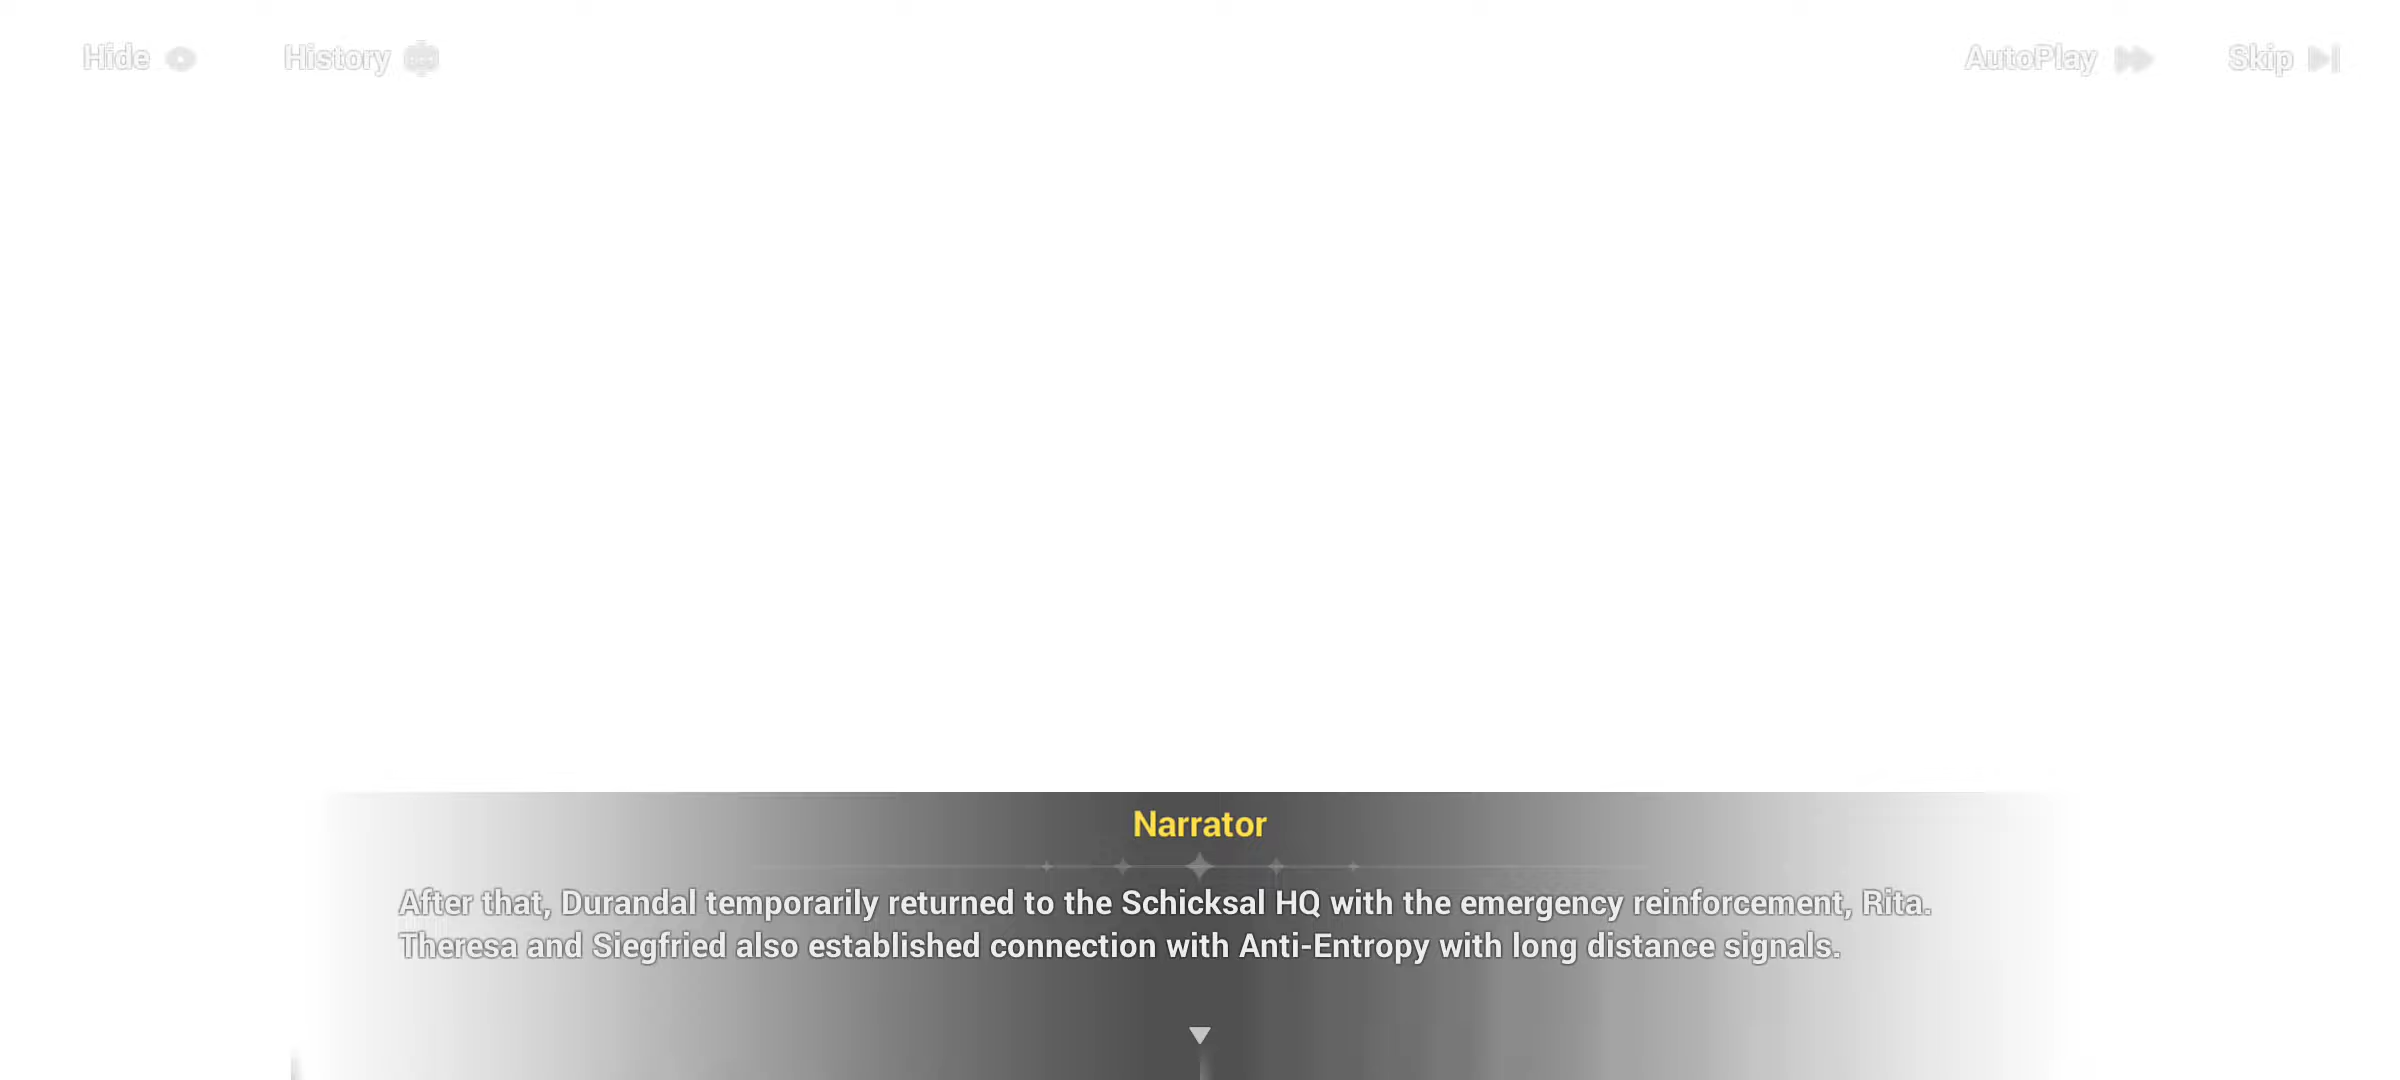 Hide
History
AutoPlay
Skip
Narrator
After that, Durandal temporarily returned to the Schicksal HQ with the emergency reinforcement, Rita.
Theresa and Siegfried also established connection with Anti-Entropy with long distance signals.